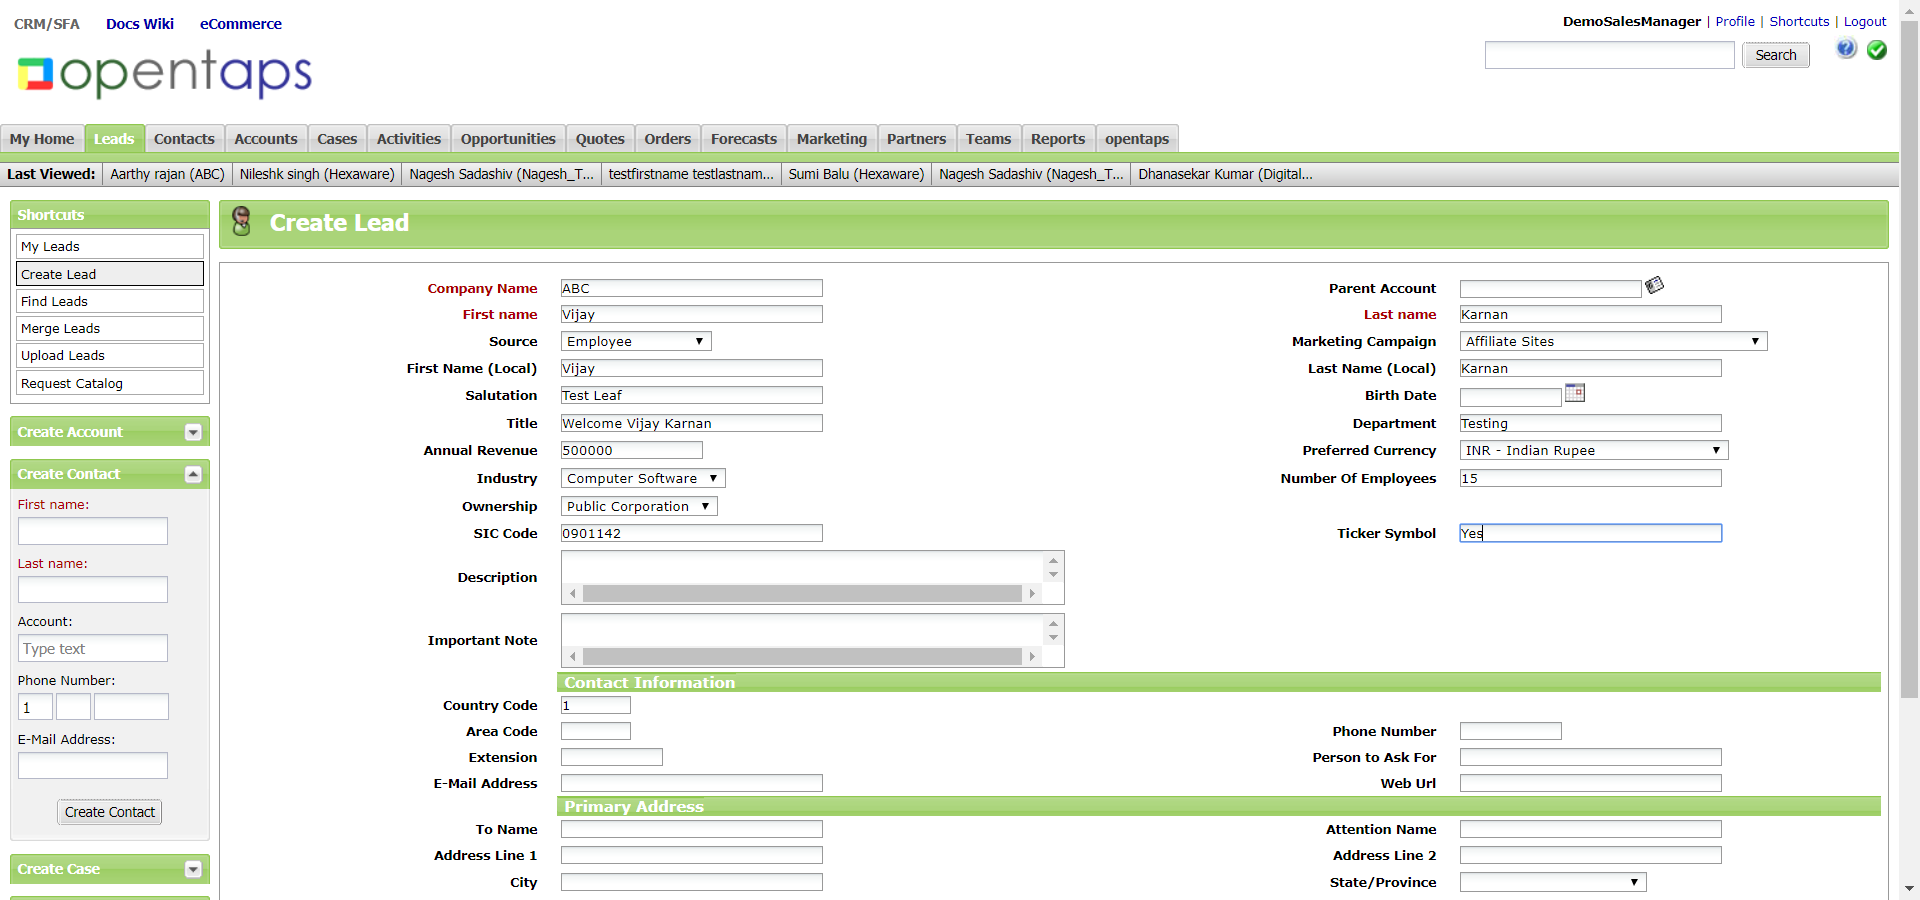 CRM/SFA Docs Wiki eCommerce
DemoSalesManager | Profile | Shortcuts | Logout
opentaps
Search
My Home Leads Contacts Accounts Cases Activities Opportunities Quotes Orders Forecasts Marketing Partners Teams Reports opentaps
Last Viewed: Aarthy rajan (ABC) Nileshk singh (Hexaware) Nagesh Sadashiv (Nagesh_T... testfirstname testlastnam... Sumi Balu (Hexaware) Nagesh Sadashiv (Nagesh_T... Dhanasekar Kumar (Digital...
Shortcuts
My Leads
Create Lead
Find Leads
Merge Leads
Upload Leads
Request Catalog
Create Account
Create Contact
First name:
Last name:
Account:
Type text
Phone Number:
1
E-Mail Address:
Create Contact
Create Case
Create Lead
Company Name ABC Parent Account
First name Vijay Last name Karnan
Source Employee Marketing Campaign Affiliate Sites
First Name (Local) Vijay Last Name (Local) Karnan
Salutation Test Leaf Birth Date
Title Welcome Vijay Karnan Department Testing
Annual Revenue 500000 Preferred Currency INR - Indian Rupee
Industry Computer Software Number Of Employees 15
Ownership Public Corporation
SIC Code 0901142 Ticker Symbol Yes
Description
Important Note
Contact Information
Country Code 1
Area Code Phone Number
Extension Person to Ask For
E-Mail Address Web Url
Primary Address
To Name Attention Name
Address Line 1 Address Line 2
City State/Province